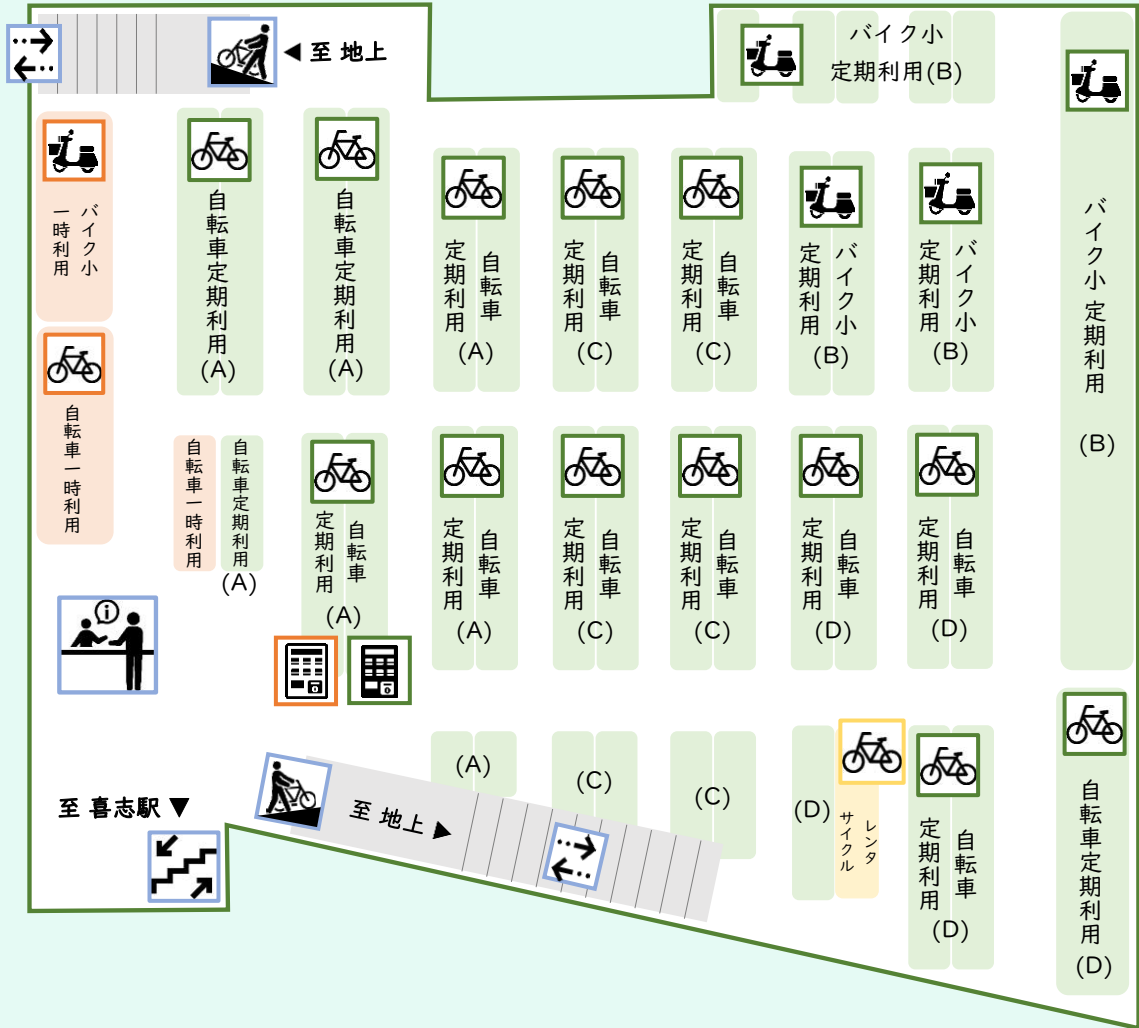 ◀ 至 地上
バイク小
定期利用(B)
バイク小
一時利用
自転車定期利用
(A)
自転車定期利用
(A)
自転車
定期利用
(A)
自転車
定期利用
(C)
自転車
定期利用
(C)
バイク小
定期利用
(B)
バイク小
定期利用
(B)
バイク小 定期利用
(B)
自転車一時利用
自転車一時利用
自転車定期利用
(A)
自転車
定期利用
(A)
自転車
定期利用
(A)
自転車
定期利用
(C)
自転車
定期利用
(C)
自転車
定期利用
(D)
自転車
定期利用
(D)
至 喜志駅 ▼
至 地上 ▶
(A)
(C)
(C)
(D)
レンタ
サイクル
自転車
定期利用
(D)
自転車定期利用
(D)